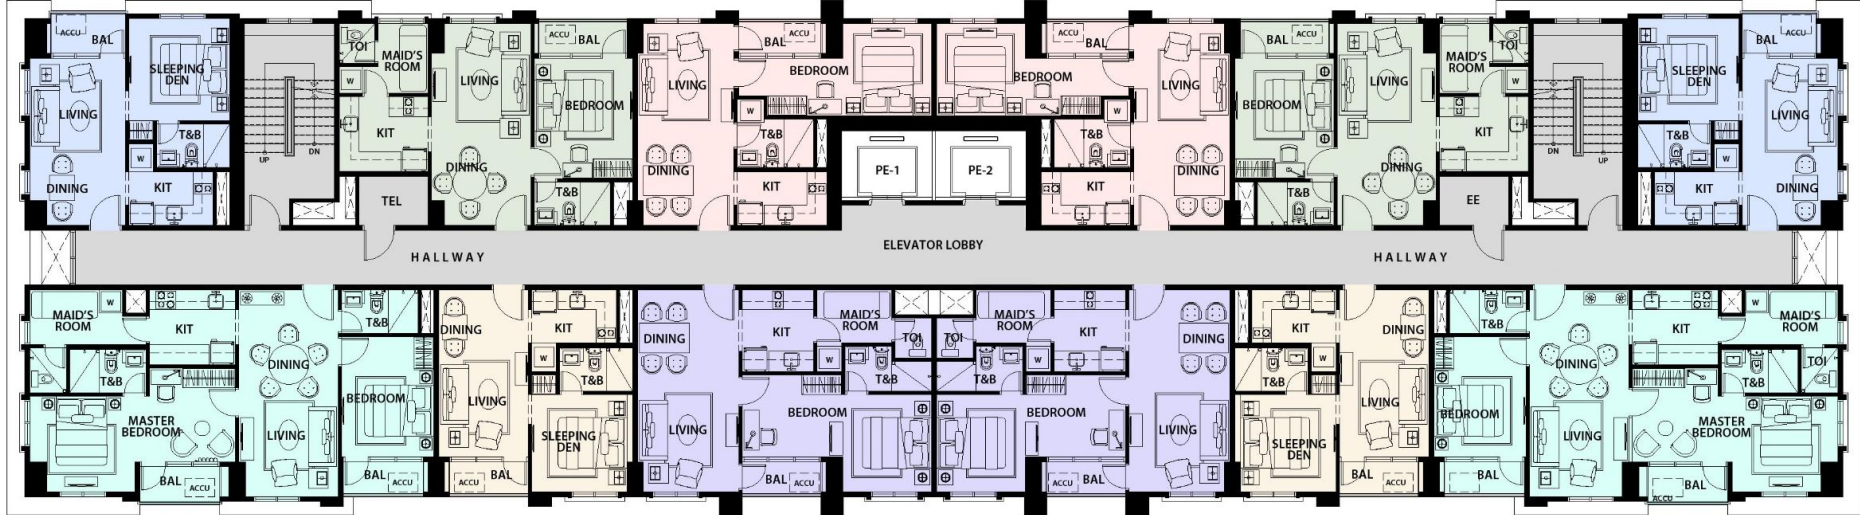 ACCU
BAL
SLEEPING
DEN
LIVING
T&B
W
DINING
KIT
UP
DN
TOI
MAID'S
ROOM
W
KIT
TEL
LIVING
DINING
ACCU
BAL
BEDROOM
T&B
LIVING
DINING
BAL
ACCU
BEDROOM
W
T&B
KIT
PE-1
PE-2
ACCU
BAL
BEDROOM
W
T&B
KIT
LIVING
DINING
BAL
ACCU
BEDROOM
T&B
LIVING
DINING
MAID'S
ROOM
TOI
W
KIT
EE
DN
UP
SLEEPING
DEN
T&B
W
KIT
BAL
ACCU
LIVING
DINING
HALLWAY
ELEVATOR LOBBY
HALLWAY
MAID'S
ROOM
W
KIT
T&B
MASTER
BEDROOM
BAL
ACCU
DINING
LIVING
T&B
BEDROOM
BAL
ACCU
DINING
KIT
W
T&B
LIVING
SLEEPING
DEN
ACCU
BAL
DINING
LIVING
KIT
MAID'S
ROOM
TOI
W
T&B
BEDROOM
BAL
ACCU
MAID'S
ROOM
TOI
KIT
W
T&B
BEDROOM
ACCU
BAL
DINING
LIVING
KIT
W
T&B
SLEEPING
DEN
DINING
LIVING
BAL
ACCU
T&B
BEDROOM
BAL
DINING
LIVING
KIT
W
MAID'S
ROOM
TOI
T&B
MASTER
BEDROOM
ACCU
BAL